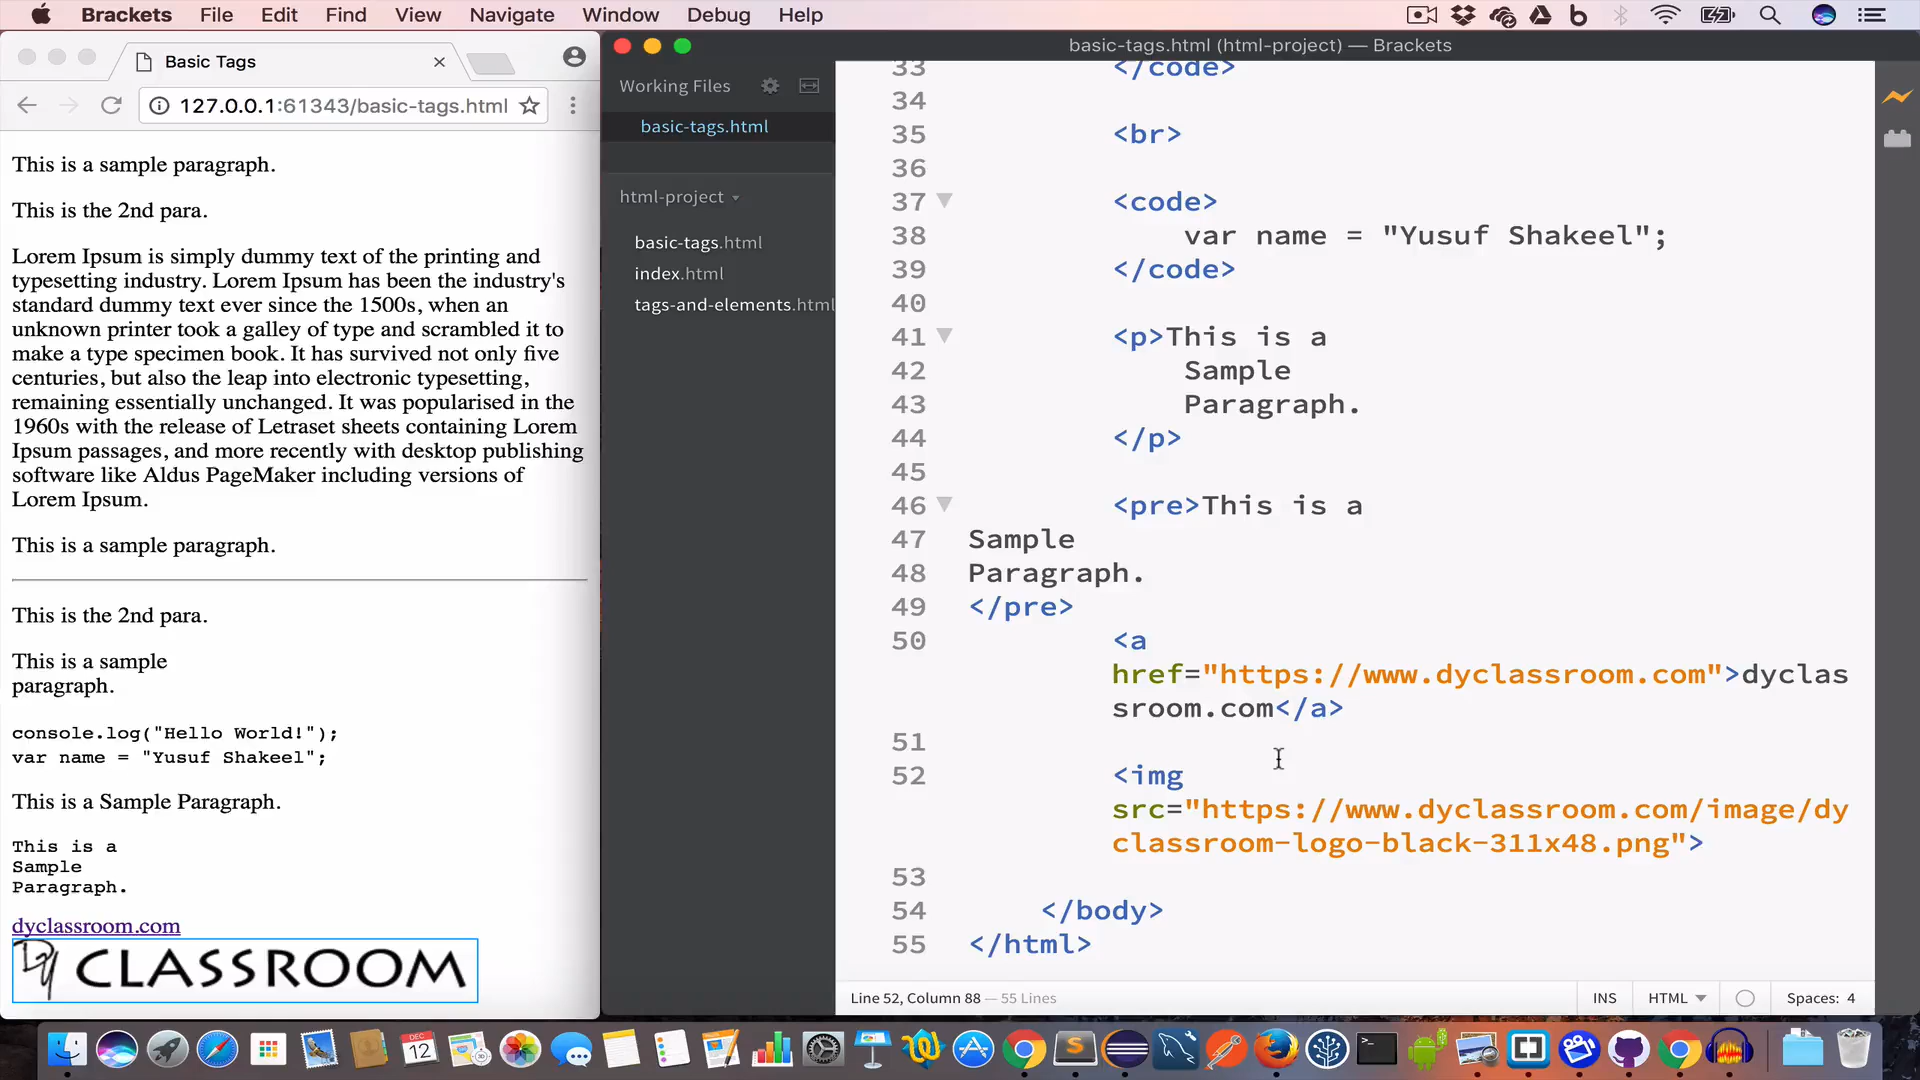 Brackets File Edit Find View Navigate Window Debug Help
Basic Tags
127.0.0.1:61343/basic-tags.html
This is a sample paragraph.
This is the 2nd para.
Lorem Ipsum is simply dummy text of the printing and
typesetting industry. Lorem Ipsum has been the industry's
standard dummy text ever since the 1500s, when an
unknown printer took a galley of type and scrambled it to
make a type specimen book. It has survived not only five
centuries, but also the leap into electronic typesetting,
remaining essentially unchanged. It was popularised in the
1960s with the release of Letraset sheets containing Lorem
Ipsum passages, and more recently with desktop publishing
software like Aldus PageMaker including versions of
Lorem Ipsum.
This is a sample paragraph.
This is the 2nd para.
This is a sample
paragraph.
console.log("Hello World!");
var name = "Yusuf Shakeel";
This is a Sample Paragraph.
This is a
Sample
Paragraph.
dyclassroom.com
Dy CLASSROOM
basic-tags.html (html-project) — Brackets
Working Files
basic-tags.html
html-project
basic-tags.html
index.html
tags-and-elements.html
33 </code>
34
35 <br>
36
37 <code>
38 var name = "Yusuf Shakeel";
39 </code>
40
41 <p>This is a
42 Sample
43 Paragraph.
44 </p>
45
46 <pre>This is a
47 Sample
48 Paragraph.
49 </pre>
50 <a
href="https://www.dyclassroom.com">dyclas
sroom.com</a>
51
52 <img
src="https://www.dyclassroom.com/image/dy
classroom-logo-black-311x48.png">
53
54 </body>
55 </html>
Line 52, Column 88 — 55 Lines
INS HTML Spaces: 4
DEC
12